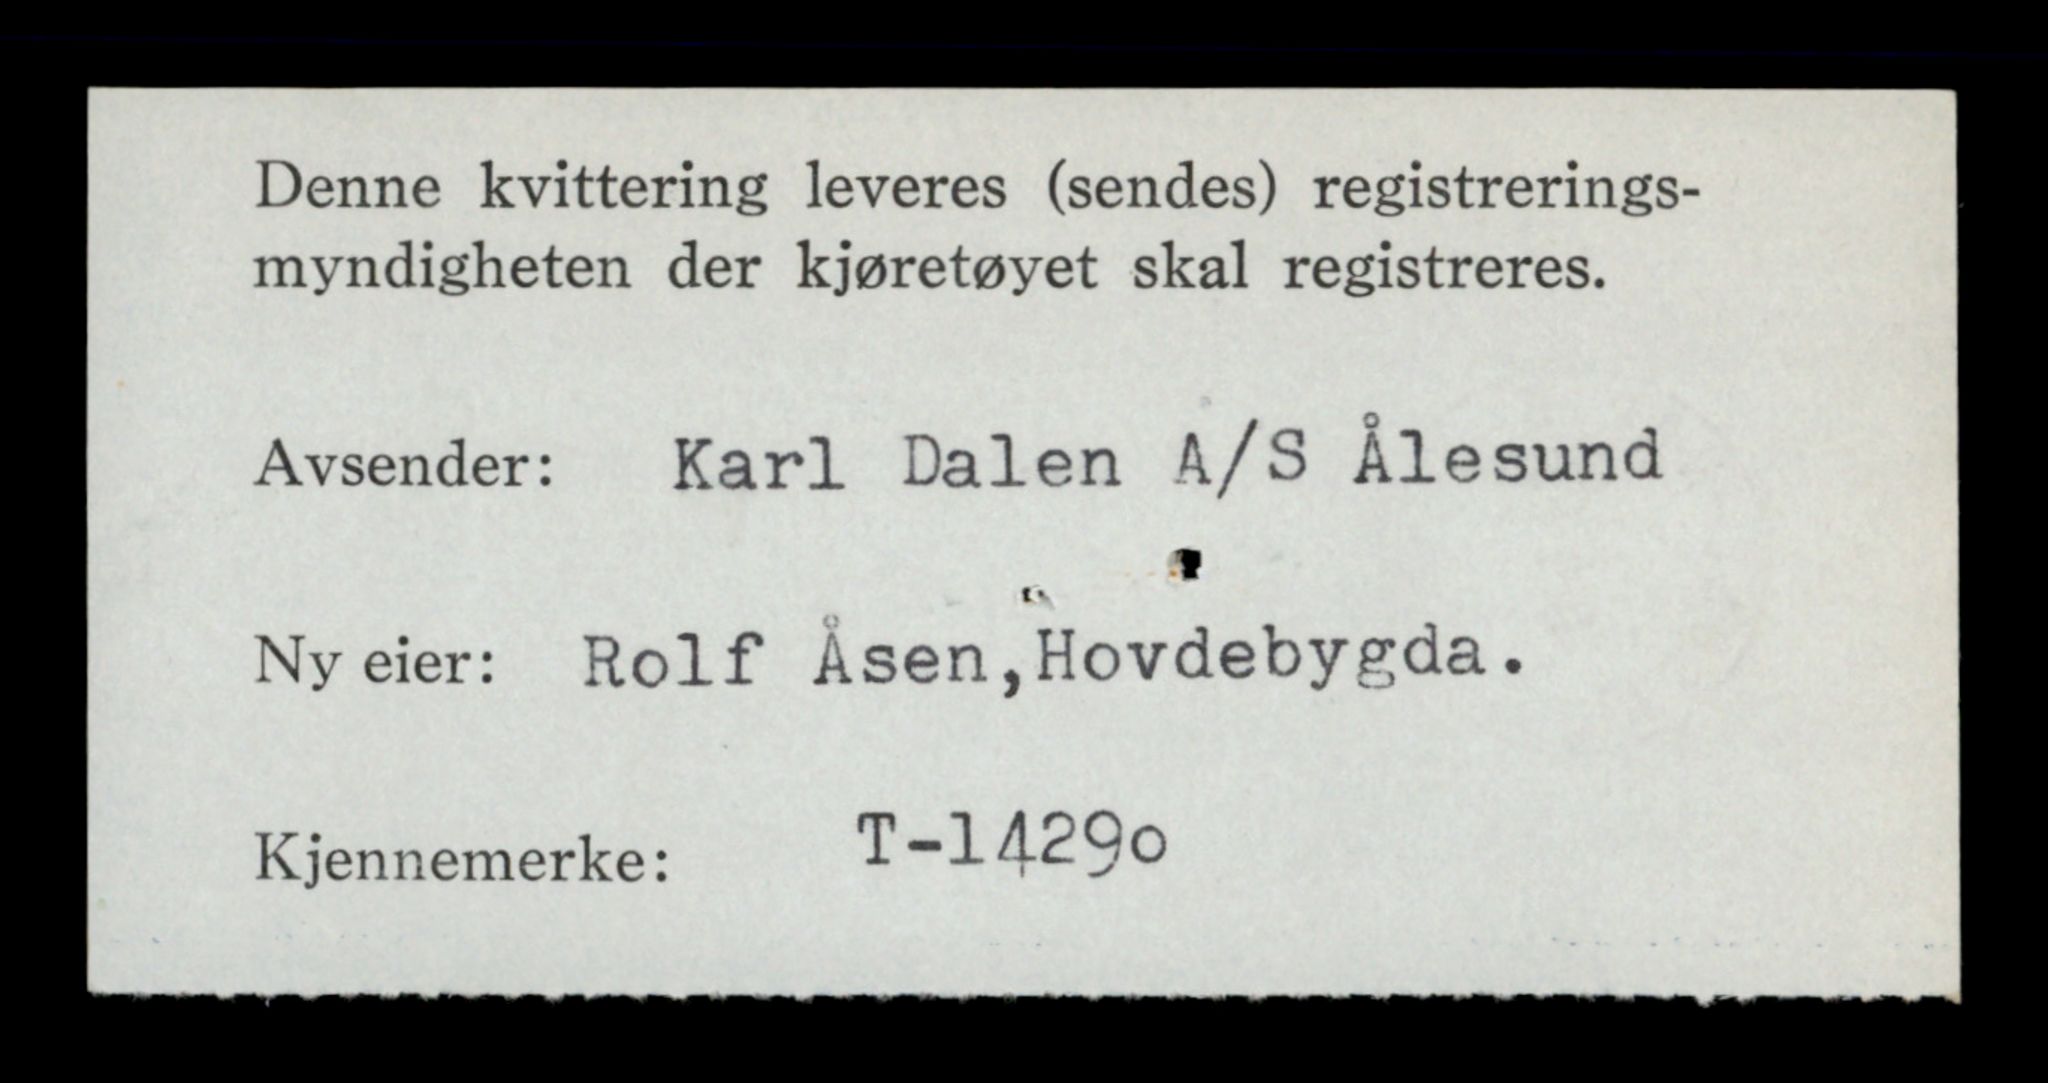 Denne kvittering leveres (sendes) registrerings-
myndigheten der kjøretøyet skal registreres.
Avsender: Karl Dalen A/S Ålesund
Ny eier: Rolf Åsen,Hovdebygda.
Kjennemerke: T-1429o